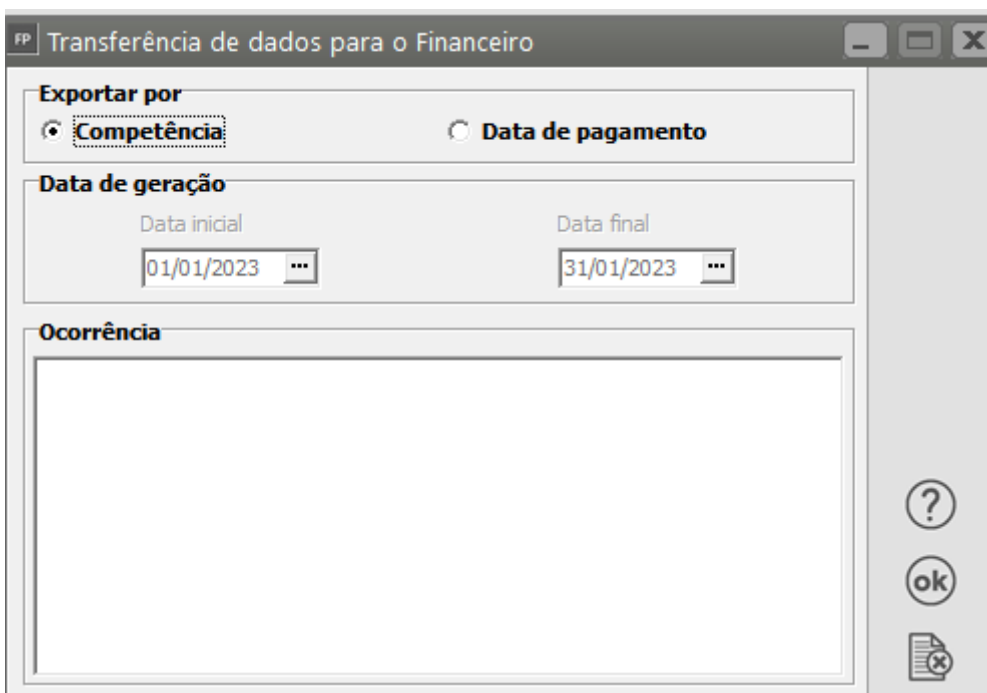 FP Transferência de dados para o Financeiro
Exportar por
Competência Data de pagamento
Data de geração
Data inicial Data final
01/01/2023 ... 31/01/2023 ...
Ocorrência
?
ok